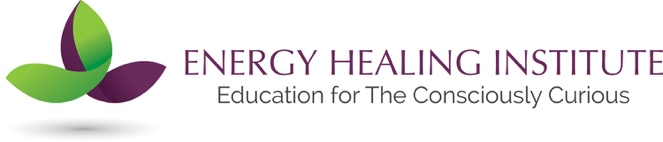 ENERGY HEALING INSTITUTE
Education for The Consciously Curious